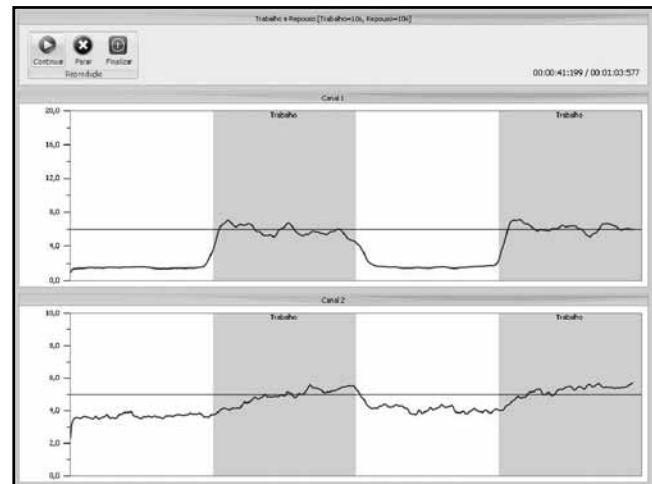 Trabalho e Repouso [Trabalho=10s, Repouso=10s]
Continuar Parar Finalizar
Reprodução
00:00:41:199 / 00:01:03:577
Canal 1
20,0
16,0
12,0
8,0
4,0
0,0
Trabalho Trabalho
Canal 2
10,0
8,0
6,0
4,0
2,0
0,0
Trabalho Trabalho